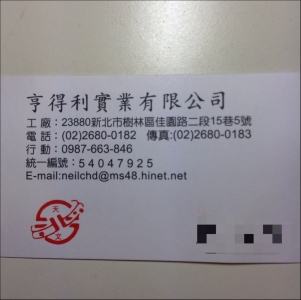 亨得利實業有限公司
工廠：23880新北市樹林區佳園路二段15巷5號
電話：(02)2680-0182 傳真:(02)2680-0183
行動：0987-663-846
統一編號：54047925
E-mail:neilchd@ms48.hinet.net
天
文